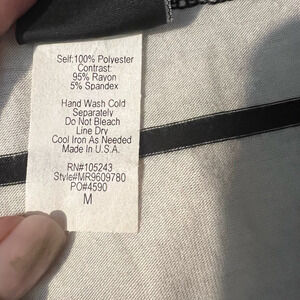 Self:100% Polyester
Contrast:
95% Rayon
5% Spandex
Hand Wash Cold
Separately
Do Not Bleach
Line Dry
Cool Iron As Needed
Made In U.S.A.
RN#105243
Style#MR9609780
PO#4590
M